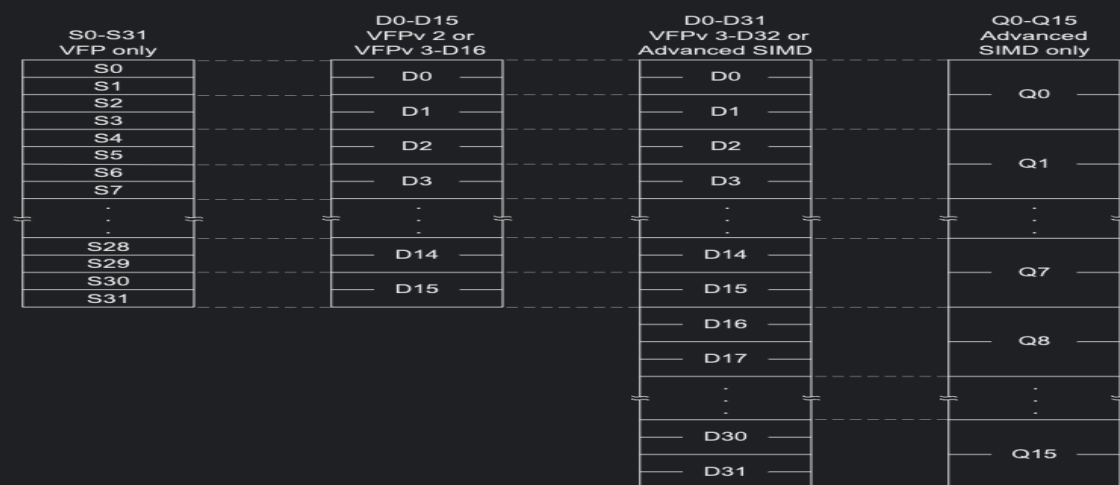 S0-S31
VFP only
S0
S1
S2
S3
S4
S5
S6
S7
.
.
.
S28
S29
S30
S31
D0-D15
VFPv 2 or
VFPv 3-D16
D0
D1
D2
D3
.
.
.
D14
D15
D0-D31
VFPv 3-D32 or
Advanced SIMD
D0
D1
D2
D3
.
.
.
D14
D15
D16
D17
.
.
.
D30
D31
Q0-Q15
Advanced
SIMD only
Q0
Q1
.
.
.
Q7
Q8
.
.
.
Q15